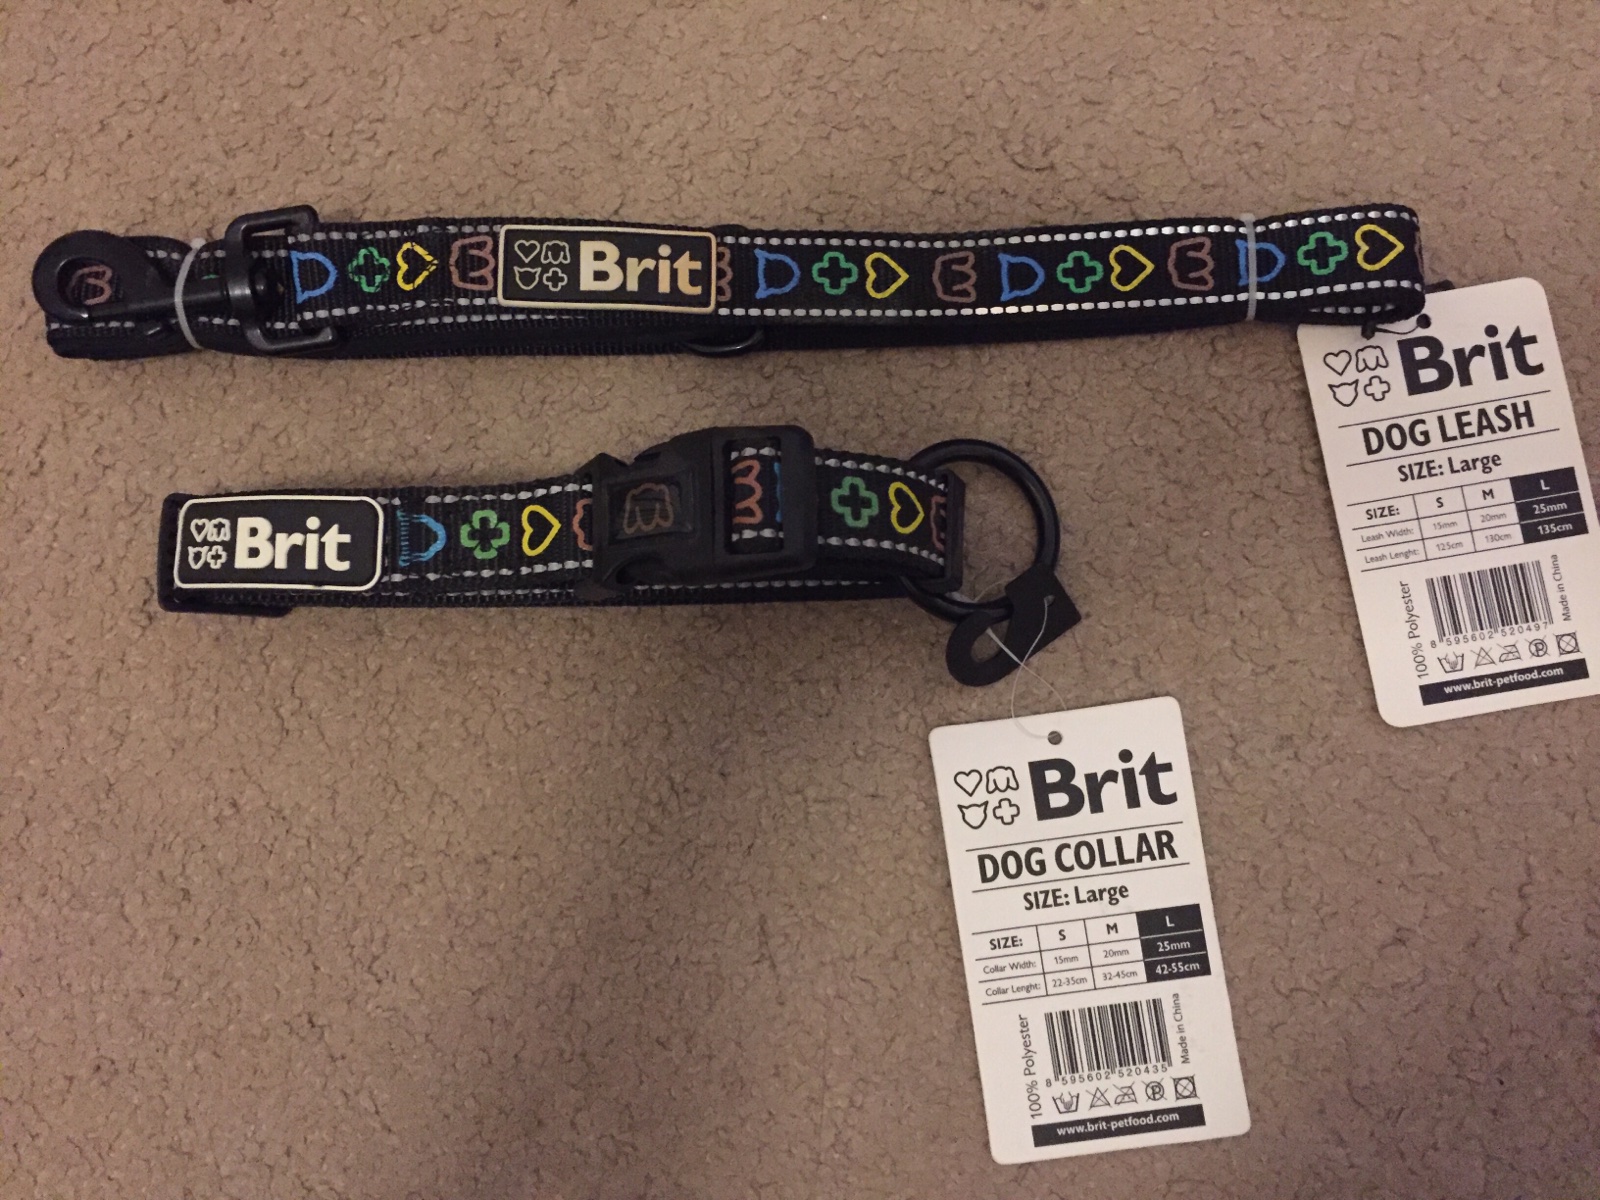 Brit
Brit
Brit
DOG LEASH
SIZE: Large
SIZE: S M L
Leash Width: 15mm 20mm 25mm
Leash Lenght: 125cm 130cm 135cm
100% Polyester
8 595602 520497
Made in China
www.brit-petfood.com
Brit
DOG COLLAR
SIZE: Large
SIZE: S M L
Collar Width: 15mm 20mm 25mm
Collar Lenght: 22-35cm 32-45cm 42-55cm
100% Polyester
8 595602 520435
Made in China
www.brit-petfood.com